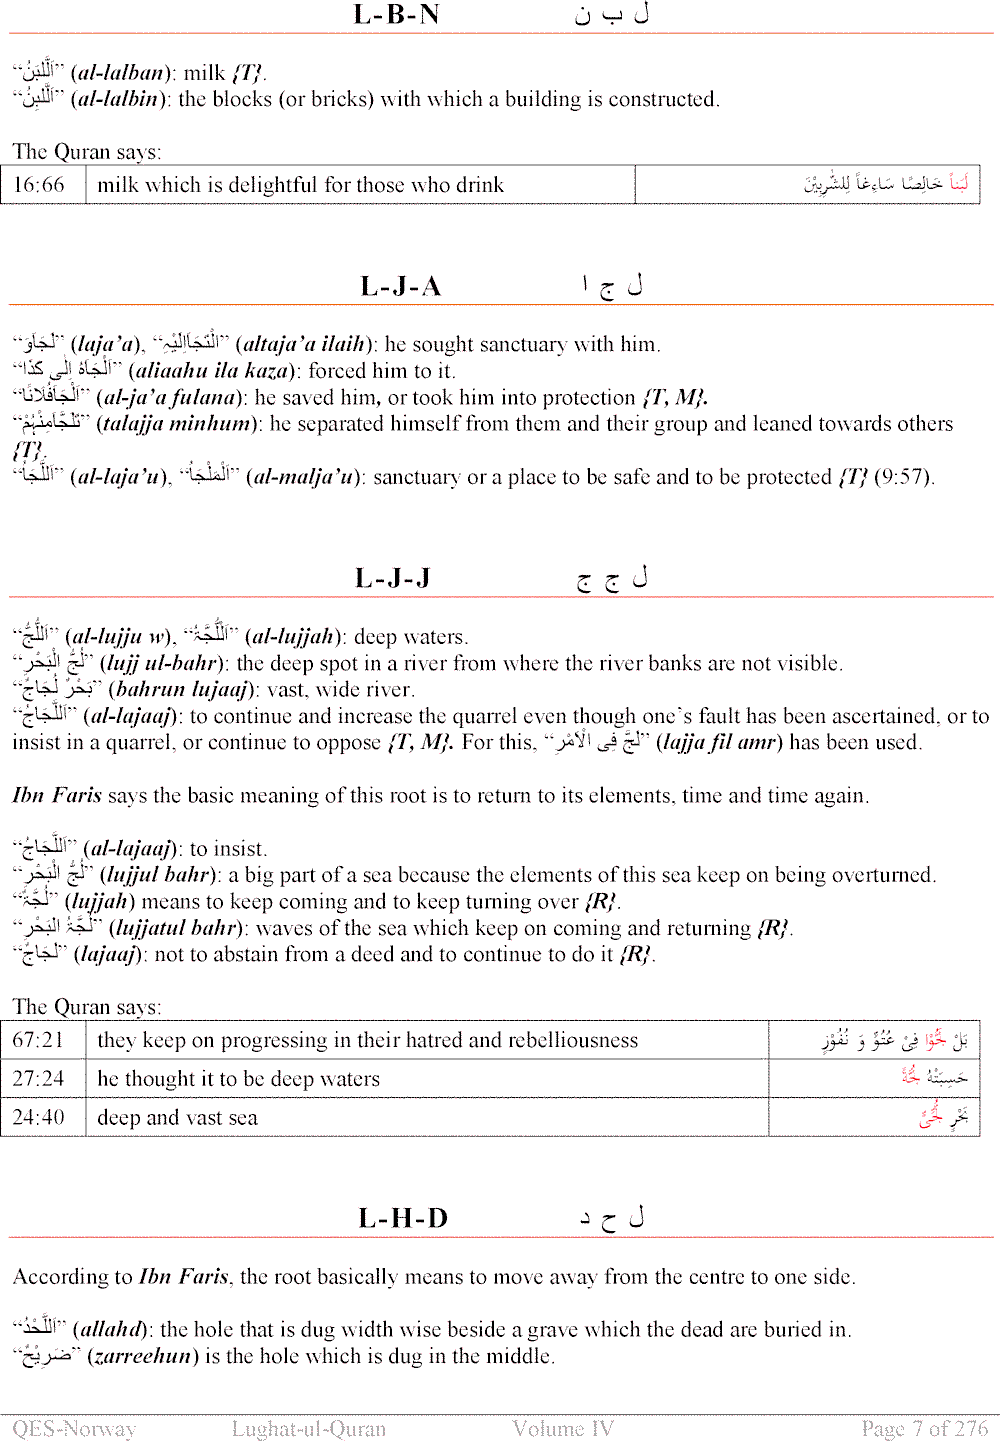 L-B-N ل ب ن
“اَللَّبَنُ” (al-lalban): milk {T}.
“اَللَّبِنُ” (al-lalbin): the blocks (or bricks) with which a building is constructed.
The Quran says:
16:66 milk which is delightful for those who drink لَبَناً خَالِصًا سَاءِغاً لِلشّٰرِبِيْنَ
L-J-A ل ج ا
“لَجَاَوَ” (laja’a), “اَلْتَجَاَاِلَيْہِ” (altaja’a ilaih): he sought sanctuary with him.
“اَلْجَاَهُ اِلٰى كَذَا” (aliaahu ila kaza): forced him to it.
“اَلْجَاَفُلَانًا” (al-ja’a fulana): he saved him, or took him into protection {T, M}.
“تَلَجَّاَمِنْہُمْ” (talajja minhum): he separated himself from them and their group and leaned towards others
{T}.
“اَللَّجَاُ” (al-laja’u), “اَلْمَلْجَاُ” (al-malja’u): sanctuary or a place to be safe and to be protected {T} (9:57).
L-J-J ل ج ج
“اَللُّجُّ” (al-lujju w), “اَللُّجَّۃُ” (al-lujjah): deep waters.
“لُجُّ الْبَحْرِ” (lujj ul-bahr): the deep spot in a river from where the river banks are not visible.
“بَحْرٌ لُجَاجٌ” (bahrun lujaaj): vast, wide river.
“اَللَّجَاجُ” (al-lajaaj): to continue and increase the quarrel even though one`s fault has been ascertained, or to
insist in a quarrel, or continue to oppose {T, M}. For this, “لَجَّ فِی الْاَمْرِ” (lajja fil amr) has been used.
Ibn Faris says the basic meaning of this root is to return to its elements, time and time again.
“اَللَّجَاجُ” (al-lajaaj): to insist.
“لُجُّ الْبَحْرِ” (lujjul bahr): a big part of a sea because the elements of this sea keep on being overturned.
“لُجَّۃٌ” (lujjah) means to keep coming and to keep turning over {R}.
“لُجَّۃُ الْبَحْرِ” (lujjatul bahr): waves of the sea which keep on coming and returning {R}.
“لَجَاجٌ” (lajaaj): not to abstain from a deed and to continue to do it {R}.
The Quran says:
67:21 they keep on progressing in their hatred and rebelliousness بَلْ لَجُّوْا فِیْ عُتُوٍّ وَ نُفُوْرٍ
27:24 he thought it to be deep waters حَسِبَتْهُ لُجَّةً
24:40 deep and vast sea بَحْرٍ لُجِّیٍّ
L-H-D ل ح د
According to Ibn Faris, the root basically means to move away from the centre to one side.
“اَللَّحْدُ” (allahd): the hole that is dug width wise beside a grave which the dead are buried in.
“ضَرِيْحٌ” (zarreehun) is the hole which is dug in the middle.
QES-Norway Lughat-ul-Quran Volume IV Page 7 of 276